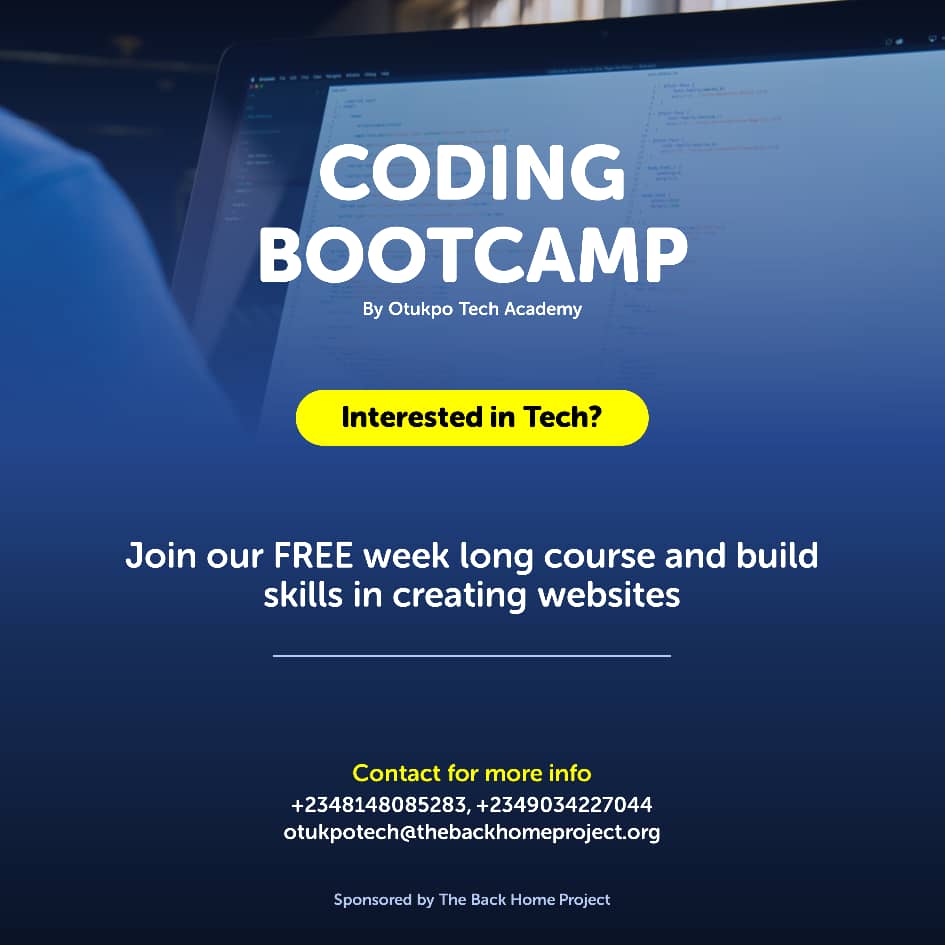 CODING
BOOTCAMP
By Otukpo Tech Academy
Interested in Tech?
Join our FREE week long course and build
skills in creating websites
Contact for more info
+2348148085283, +2349034227044
otukpotech@thebackhomeproject.org
Sponsored by The Back Home Project